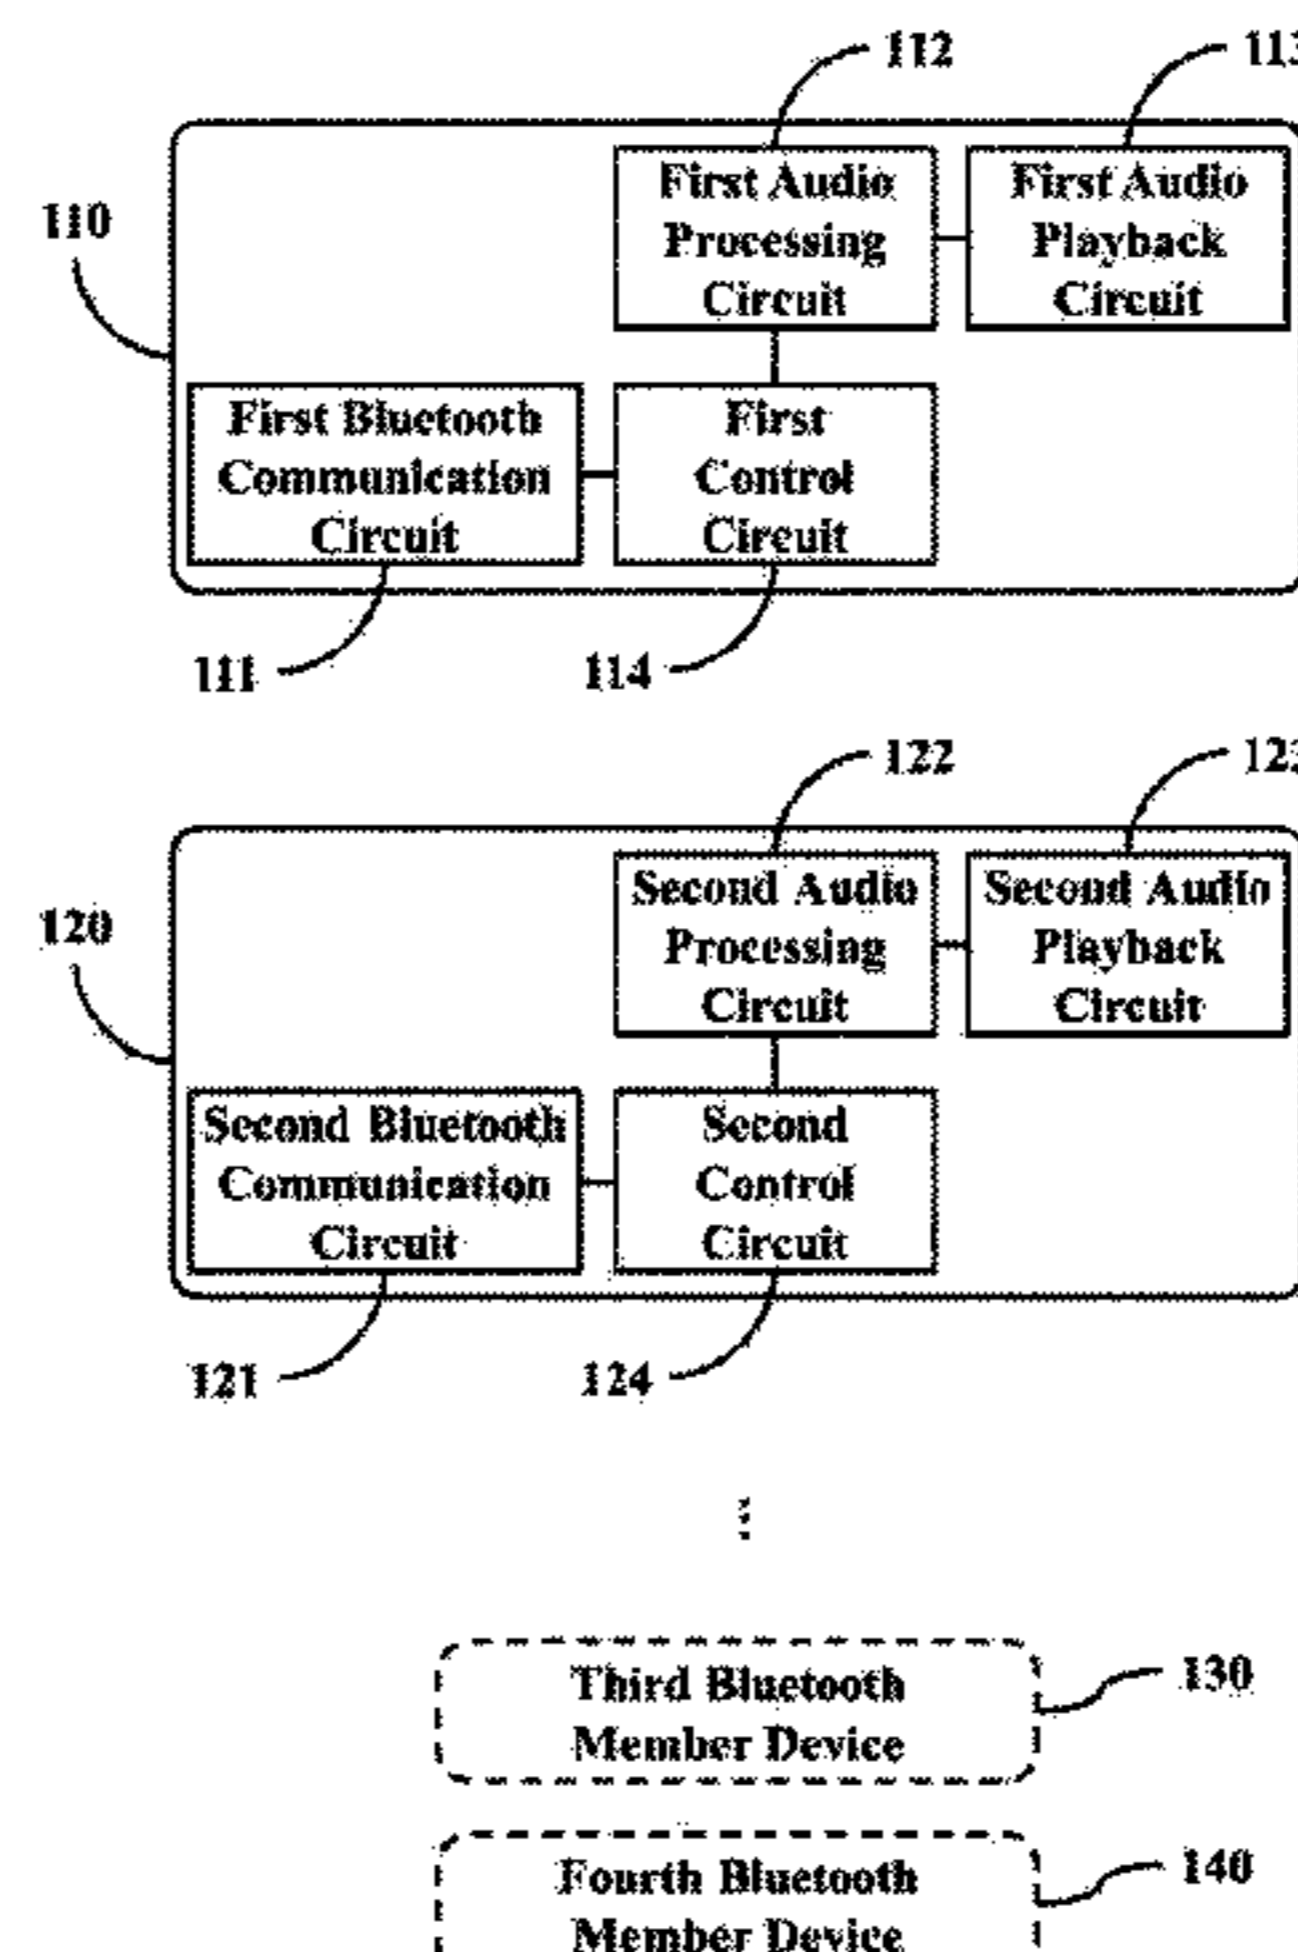 112
113
First Audio
Processing
Circuit
First Audio
Playback
Circuit
110
First Bluetooth
Communication
Circuit
First
Control
Circuit
111
114
122
123
Second Audio
Processing
Circuit
Second Audio
Playback
Circuit
120
Second Bluetooth
Communication
Circuit
Second
Control
Circuit
121
124
Third Bluetooth
Member Device
130
Fourth Bluetooth
Member Device
140